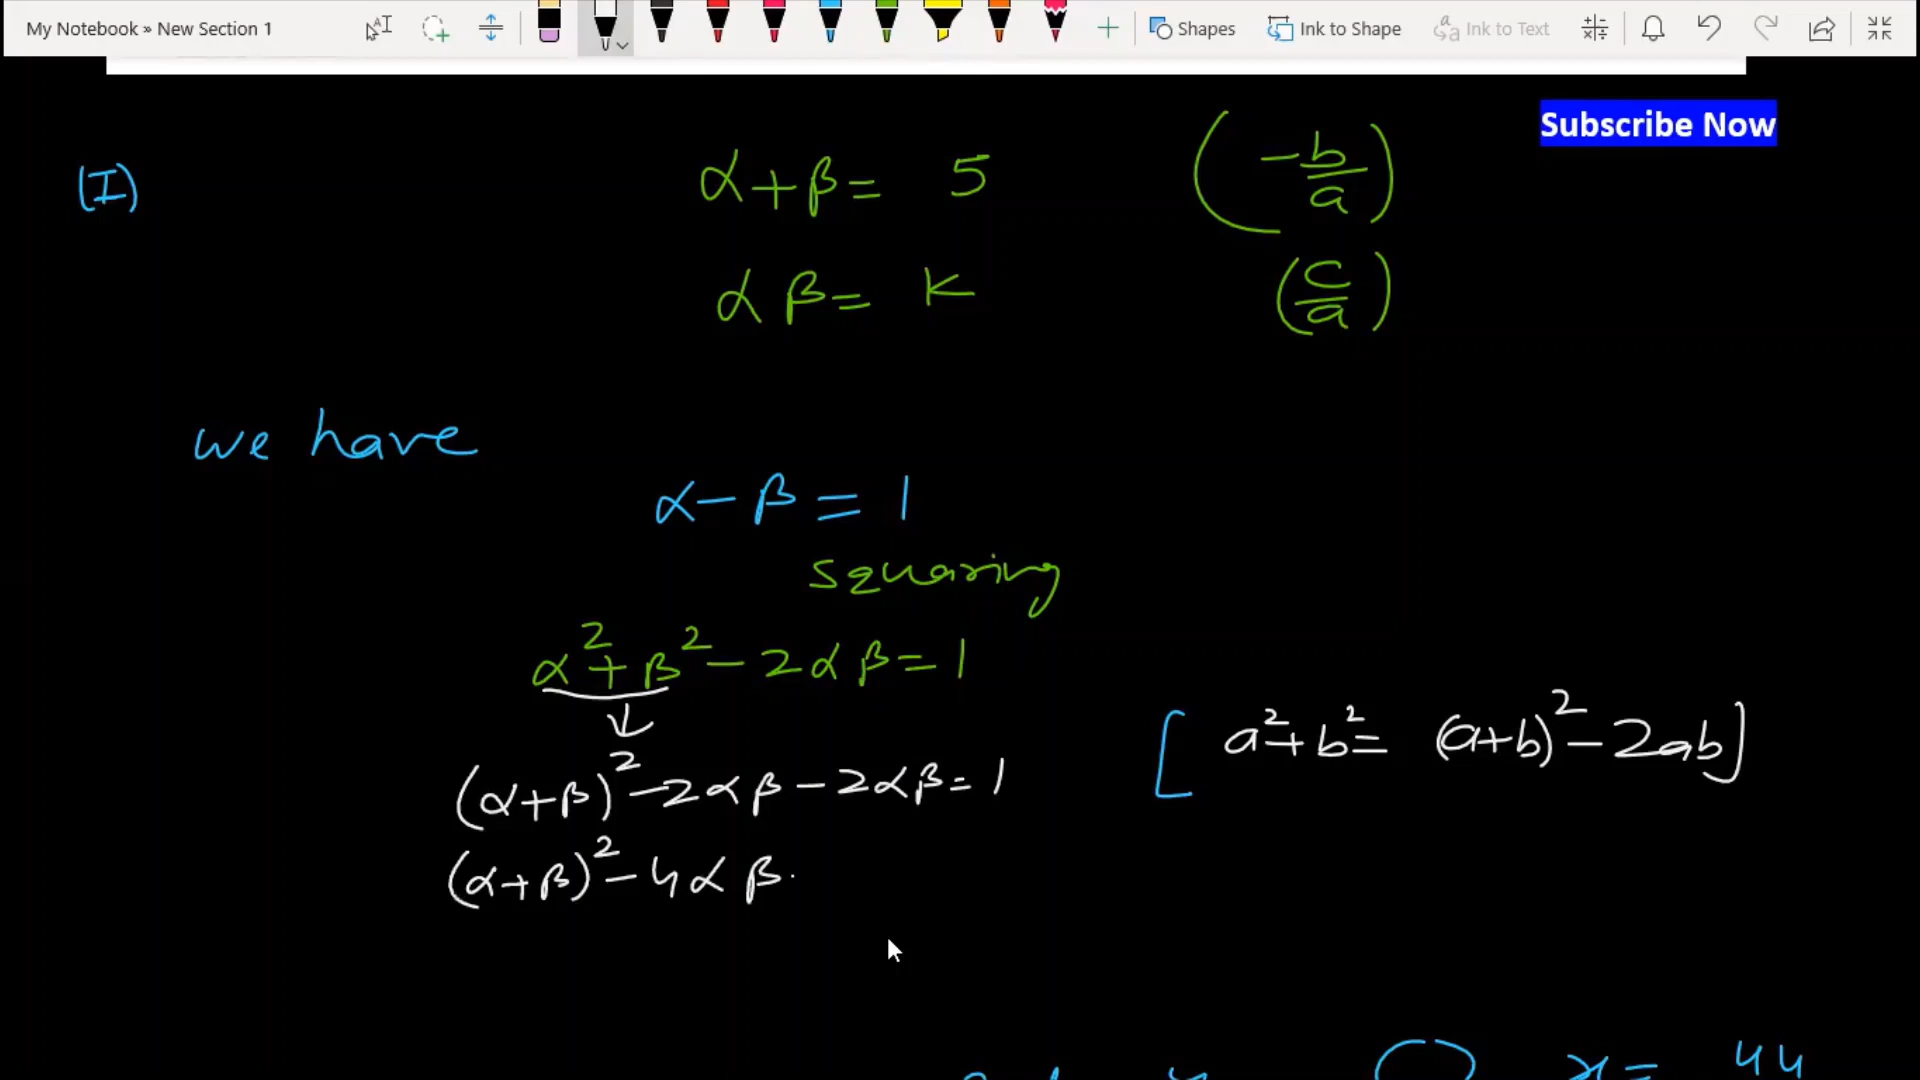 My Notebook » New Section 1
Shapes
Ink to Shape
Ink to Text
Subscribe Now
(I)
α+β= 5 (-b/a)
αβ= k (c/a)
we have
α-β = 1
squaring
α²+β²-2αβ=1
[a²+b²= (a+b)²-2ab]
(α+β)²-2αβ-2αβ=1
(α+β)²-4αβ
x = 44